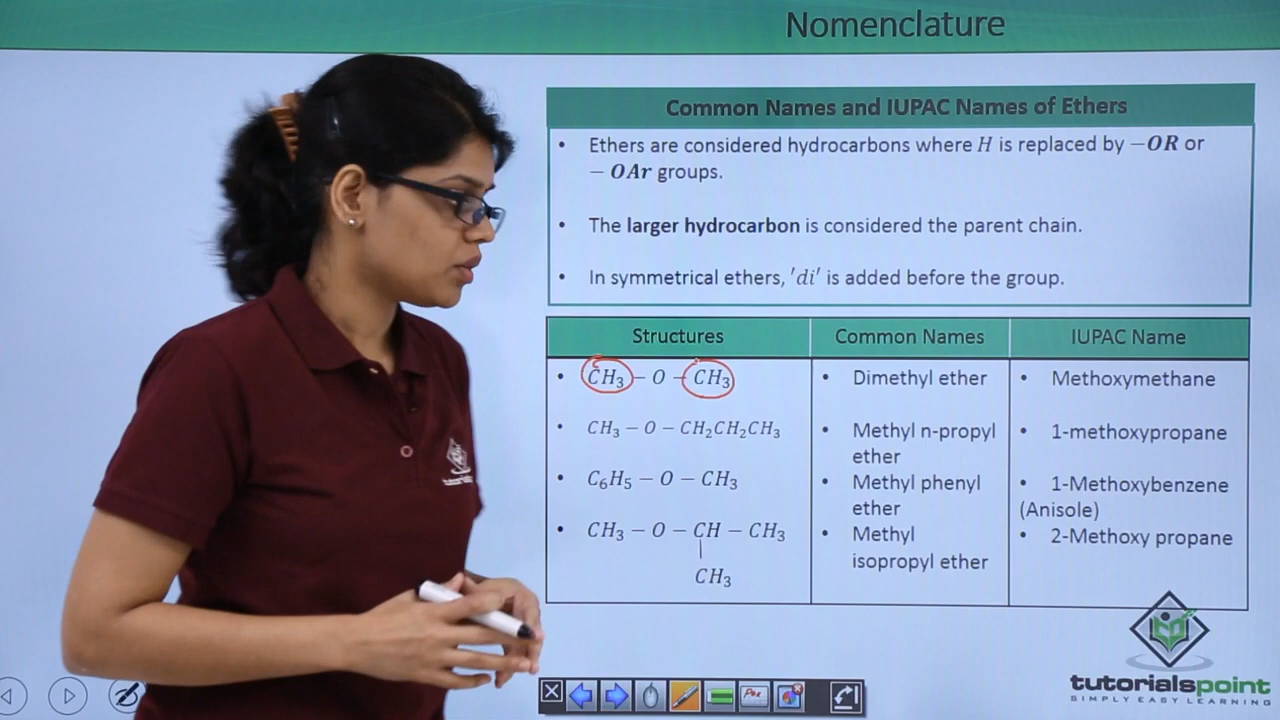 Nomenclature
Common Names and IUPAC Names of Ethers
• Ethers are considered hydrocarbons where H is replaced by −OR or
− OAr groups.
• The larger hydrocarbon is considered the parent chain.
• In symmetrical ethers, ′di′ is added before the group.
Structures Common Names IUPAC Name
• CH₃ − O − CH₃ • Dimethyl ether • Methoxymethane
• CH₃ − O − CH₂CH₂CH₃ • Methyl n-propyl • 1-methoxypropane
ether
• C₆H₅ − O − CH₃ • Methyl phenyl • 1-Methoxybenzene
ether (Anisole)
• CH₃ − O − CH − CH₃ • Methyl • 2-Methoxy propane
|
CH₃ isopropyl ether
tutorialspoint
SIMPLY EASY LEARNING